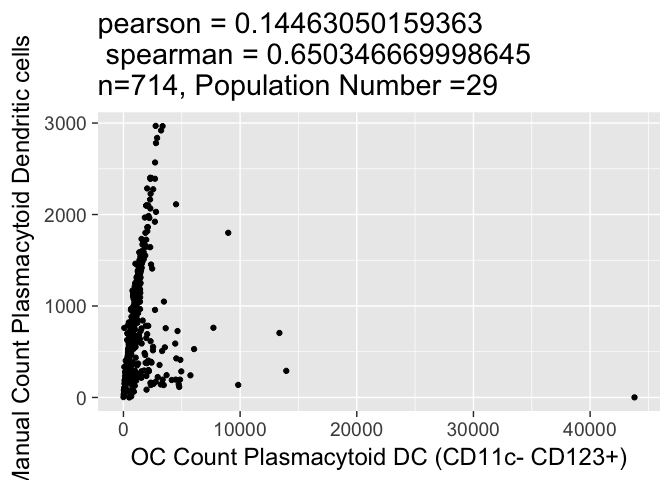 pearson = 0.14463050159363
spearman = 0.650346669998645
n=714, Population Number =29
Count Plasmacytoid Dendritic cells
3000
2000
1000
0
0
10000
20000
30000
40000
OC Count Plasmacytoid DC (CD11c- CD123+)